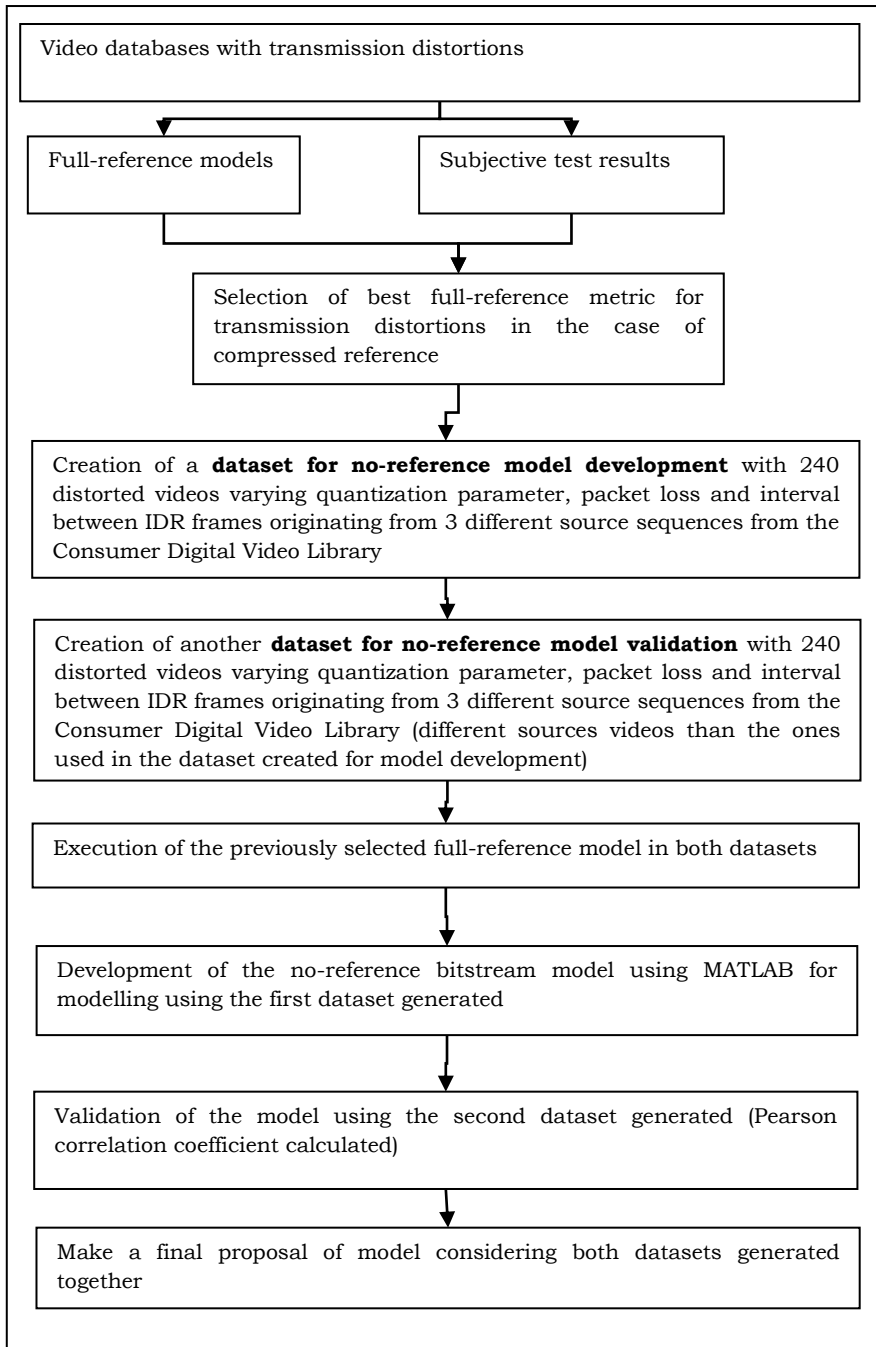 Video databases with transmission distortions
Full-reference models
Subjective test results
Selection of best full-reference metric for
transmission distortions in the case of
compressed reference
Creation of a dataset for no-reference model development with 240
distorted videos varying quantization parameter, packet loss and interval
between IDR frames originating from 3 different source sequences from the
Consumer Digital Video Library
Creation of another dataset for no-reference model validation with 240
distorted videos varying quantization parameter, packet loss and interval
between IDR frames originating from 3 different source sequences from the
Consumer Digital Video Library (different sources videos than the ones
used in the dataset created for model development)
Execution of the previously selected full-reference model in both datasets
Development of the no-reference bitstream model using MATLAB for
modelling using the first dataset generated
Validation of the model using the second dataset generated (Pearson
correlation coefficient calculated)
Make a final proposal of model considering both datasets generated
together